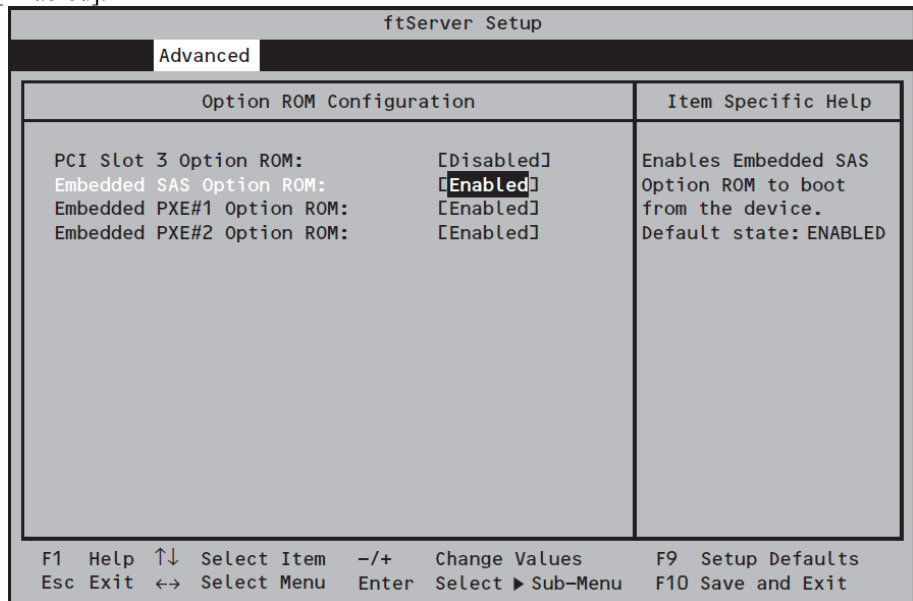 ftServer Setup
Advanced
Option ROM Configuration
Item Specific Help
PCI Slot 3 Option ROM: [Disabled]
Embedded SAS Option ROM: [Enabled]
Embedded PXE#1 Option ROM: [Enabled]
Embedded PXE#2 Option ROM: [Enabled]
Enables Embedded SAS
Option ROM to boot
from the device.
Default state: ENABLED
F1 Help ↑↓ Select Item -/+ Change Values F9 Setup Defaults
Esc Exit ←→ Select Menu Enter Select ▶ Sub-Menu F10 Save and Exit